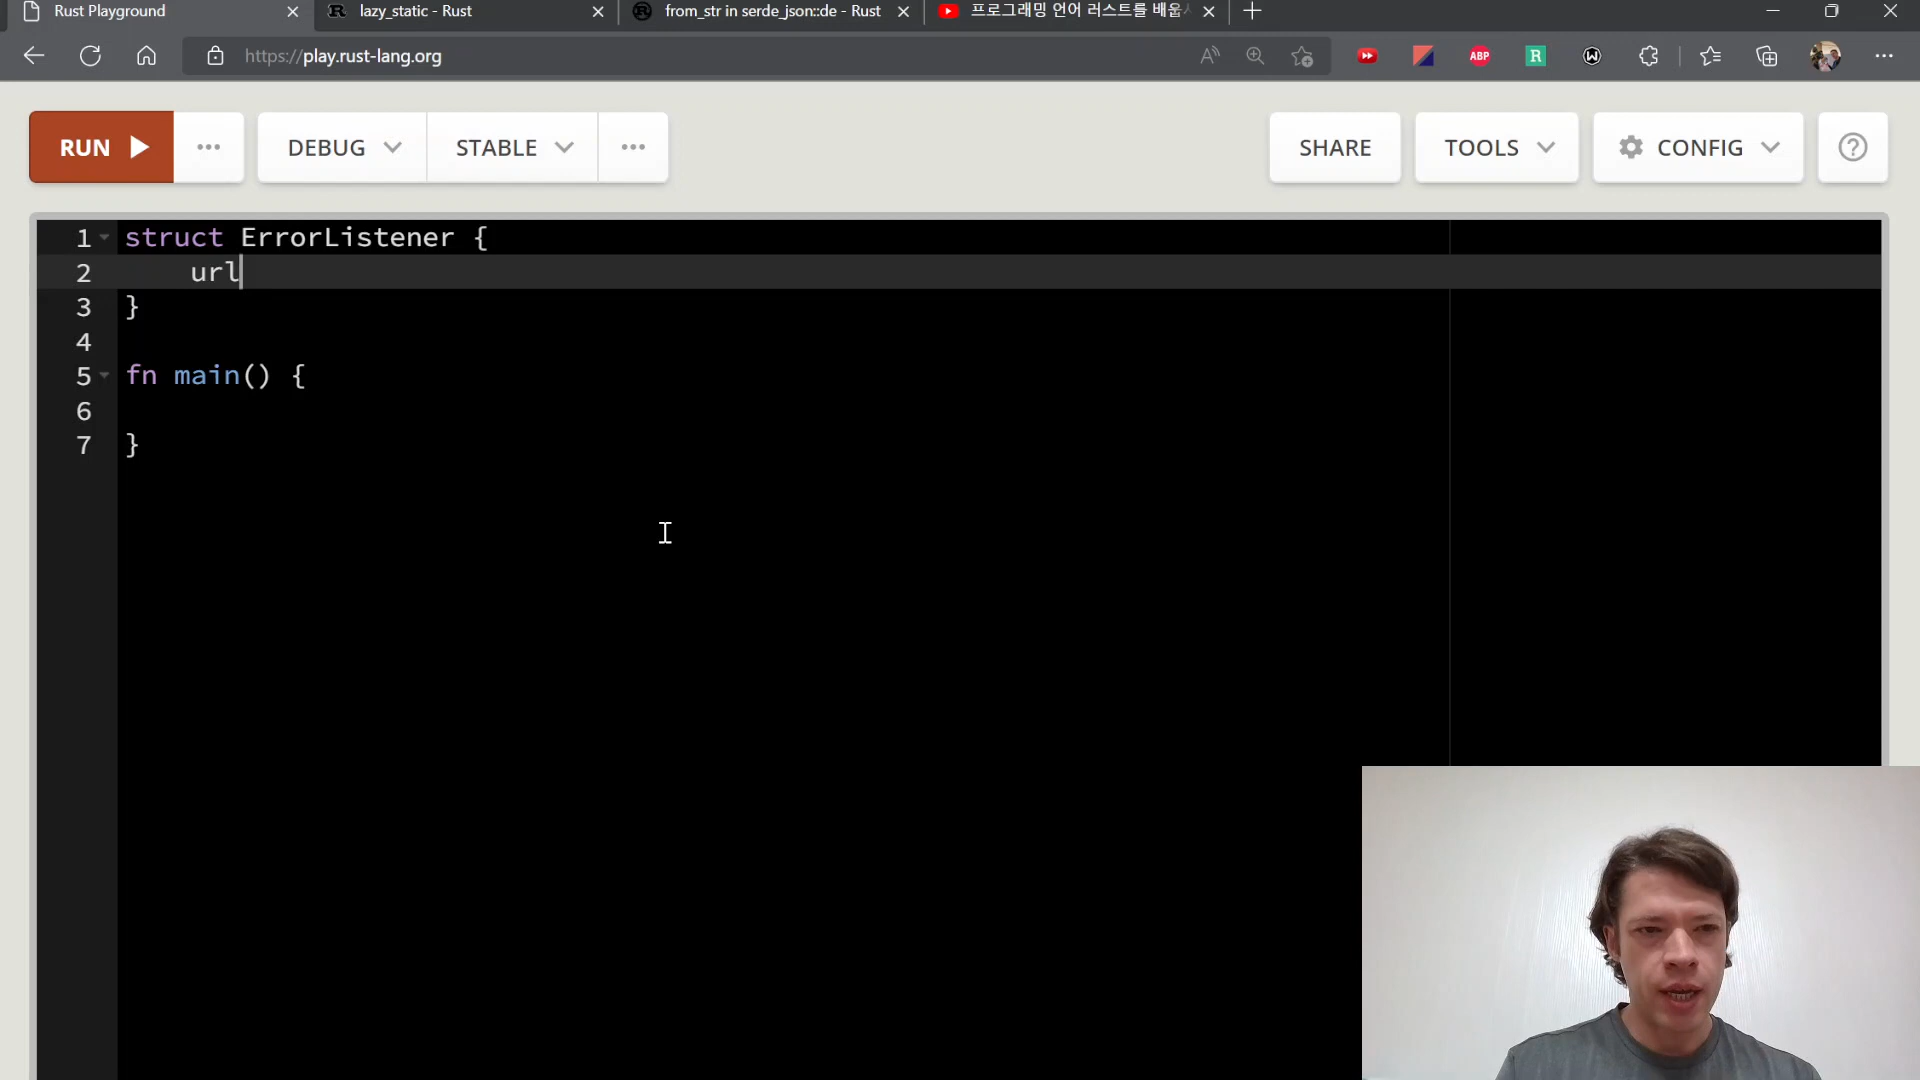 Rust Playground
lazy_static - Rust
from_str in serde_json::de - Rust
프로그래밍 언어 러스트를 배웁
https://play.rust-lang.org
ABP
R
RUN
DEBUG
STABLE
SHARE
TOOLS
CONFIG
1 struct ErrorListener {
2 url
3 }
4
5 fn main() {
6
7 }